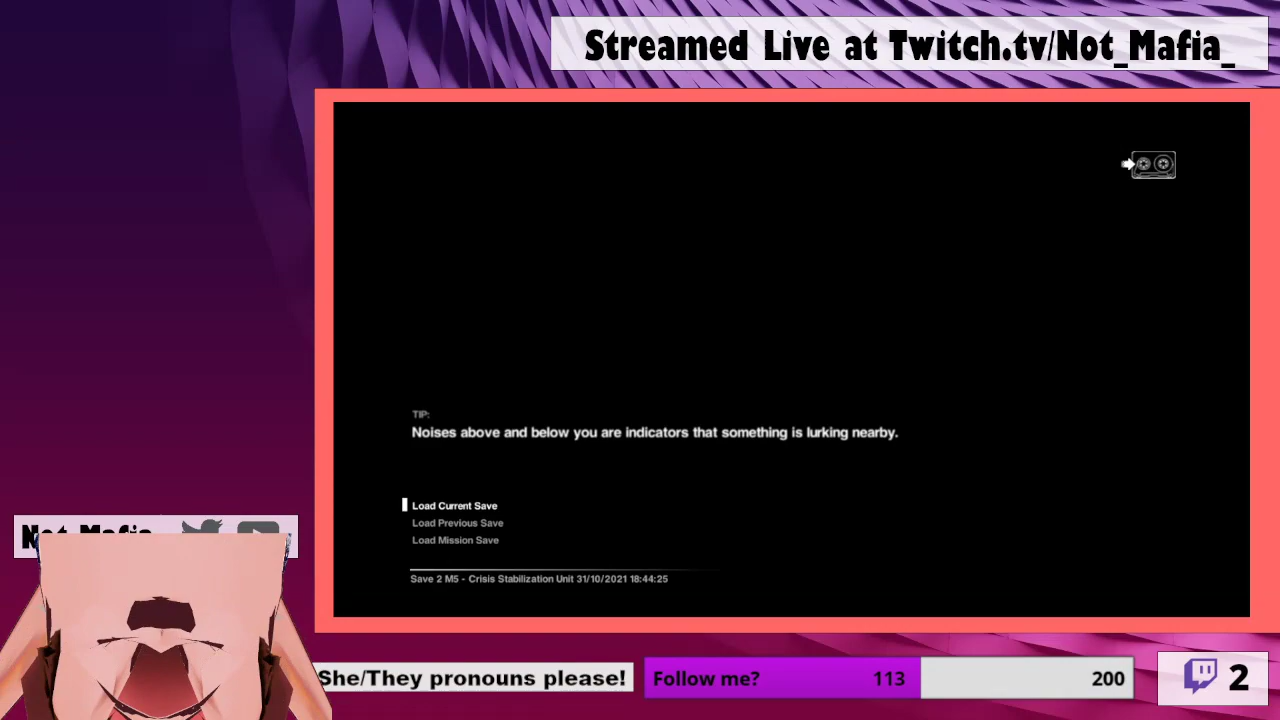 Streamed Live at Twitch.tv/Not_Mafia_
TIP:
Noises above and below you are indicators that something is lurking nearby.
Load Current Save
Load Previous Save
Load Mission Save
Save 2 M5 - Crisis Stabilization Unit 31/10/2021 18:44:25
Not_Mafia_
She/They pronouns please!
Follow me? 113 200
2